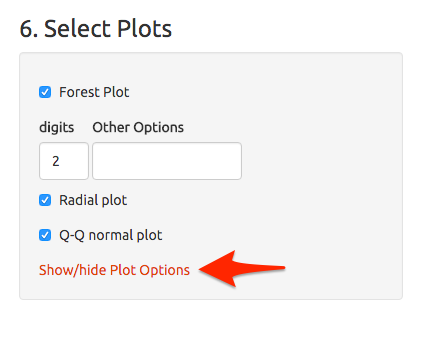 6. Select Plots
Forest Plot
digits Other Options
2
Radial plot
Q-Q normal plot
Show/hide Plot Options